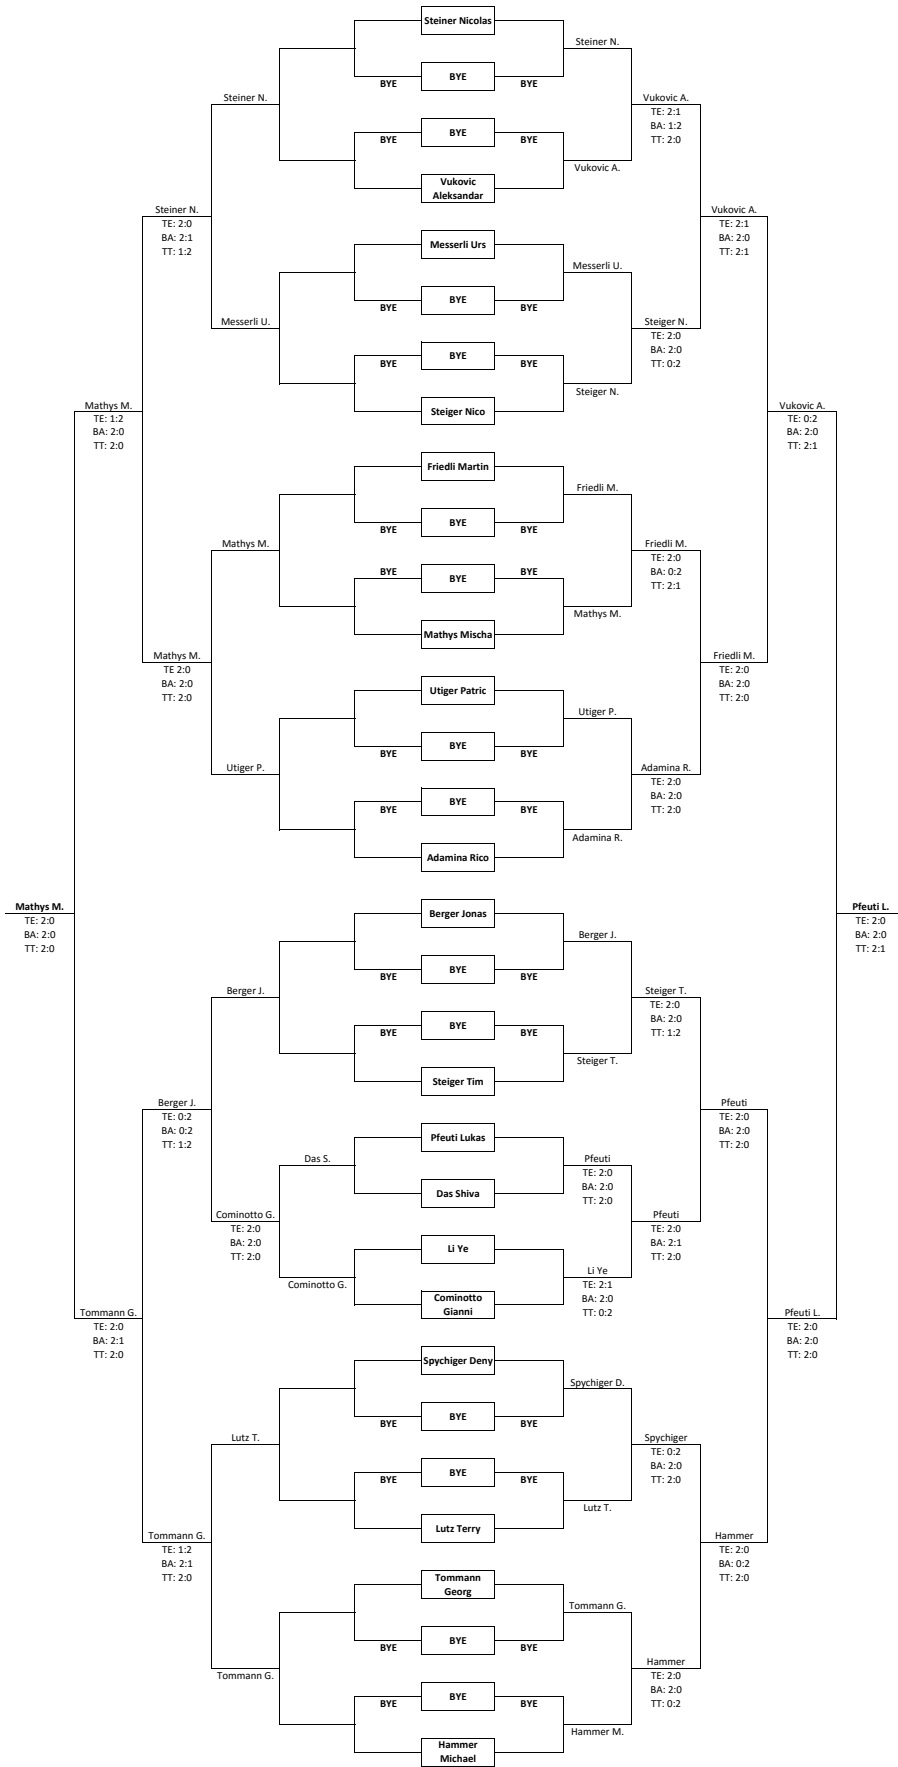 Steiner Nicolas
Steiner N.
BYE
BYE
BYE
Steiner N.
Vukovic A.
TE: 2:1
BA: 1:2
TT: 2:0
BYE
BYE
BYE
Vukovic A.
Vukovic
Aleksandar
Steiner N.
TE: 2:0
BA: 2:1
TT: 1:2
Vukovic A.
TE: 2:1
BA: 2:0
TT: 2:1
Messerli Urs
Messerli U.
BYE
BYE
BYE
Messerli U.
Steiger N.
TE: 2:0
BA: 2:0
TT: 0:2
BYE
BYE
BYE
Steiger N.
Steiger Nico
Mathys M.
TE: 1:2
BA: 2:0
TT: 2:0
Vukovic A.
TE: 0:2
BA: 2:0
TT: 2:1
Friedli Martin
Friedli M.
BYE
BYE
BYE
Mathys M.
Friedli M.
TE: 2:0
BA: 0:2
TT: 2:1
BYE
BYE
BYE
Mathys M.
Mathys Mischa
Mathys M.
TE 2:0
BA: 2:0
TT: 2:0
Friedli M.
TE: 2:0
BA: 2:0
TT: 2:0
Utiger Patric
Utiger P.
BYE
BYE
BYE
Utiger P.
Adamina R.
TE: 2:0
BA: 2:0
TT: 2:0
BYE
BYE
BYE
Adamina R.
Adamina Rico
Mathys M.
TE: 2:0
BA: 2:0
TT: 2:0
Pfeuti L.
TE: 2:0
BA: 2:0
TT: 2:1
Berger Jonas
Berger J.
BYE
BYE
BYE
Berger J.
Steiger T.
TE: 2:0
BA: 2:0
TT: 1:2
BYE
BYE
BYE
Steiger T.
Steiger Tim
Berger J.
TE: 0:2
BA: 0:2
TT: 1:2
Pfeuti
TE: 2:0
BA: 2:0
TT: 2:0
Pfeuti Lukas
Das S.
Pfeuti
TE: 2:0
BA: 2:0
TT: 2:0
Das Shiva
Cominotto G.
TE: 2:0
BA: 2:0
TT: 2:0
Pfeuti
TE: 2:0
BA: 2:1
TT: 2:0
Li Ye
Cominotto G.
Li Ye
TE: 2:1
BA: 2:0
TT: 0:2
Cominotto
Gianni
Tommann G.
TE: 2:0
BA: 2:1
TT: 2:0
Pfeuti L.
TE: 2:0
BA: 2:0
TT: 2:0
Spychiger Deny
Spychiger D.
BYE
BYE
BYE
Lutz T.
Spychiger
TE: 0:2
BA: 2:0
TT: 2:0
BYE
BYE
BYE
Lutz T.
Lutz Terry
Tommann G.
TE: 1:2
BA: 2:1
TT: 2:0
Hammer
TE: 2:0
BA: 0:2
TT: 2:0
Tommann
Georg
Tommann G.
BYE
BYE
BYE
Tommann G.
Hammer
TE: 2:0
BA: 2:0
TT: 0:2
BYE
BYE
BYE
Hammer M.
Hammer
Michael